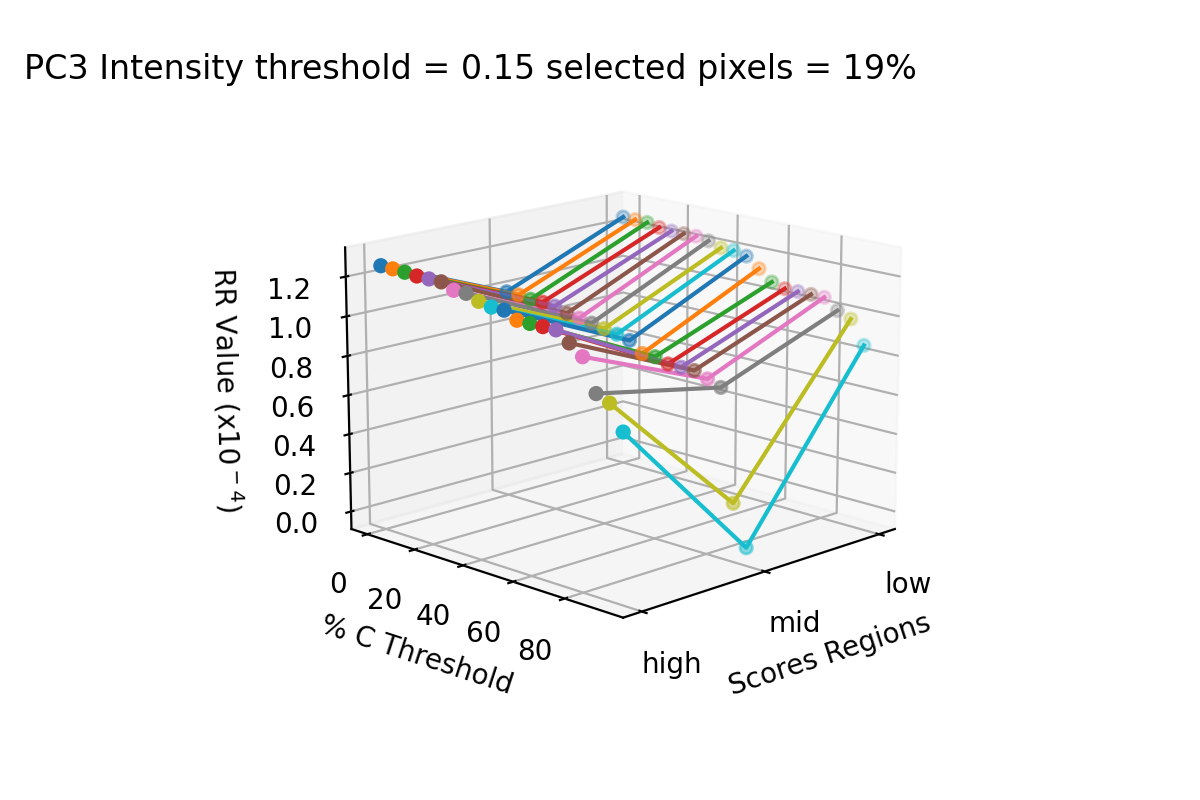 PC3 Intensity threshold = 0.15 selected pixels = 19%
RR Value (x10⁻⁴)
1.2
1.0
0.8
0.6
0.4
0.2
0.0
0
20
40
60
80
% C Threshold
high
mid
low
Scores Regions